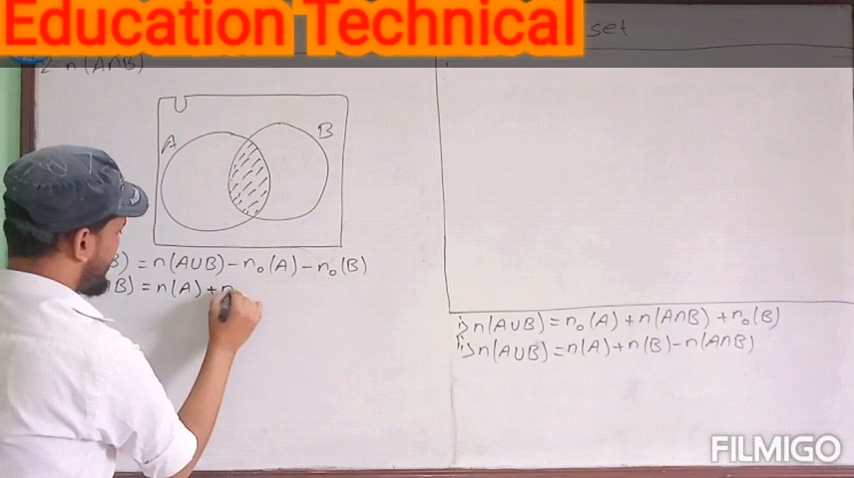 Education Technical
set
2 n(A∩B)
U
A
B
B) = n(A∪B) - n₀(A) - n₀(B)
B) = n(A) + n
i> n(A∪B) = n₀(A) + n(A∩B) + n₀(B)
ii> n(A∪B) = n(A) + n(B) - n(A∩B)
FILMIGO